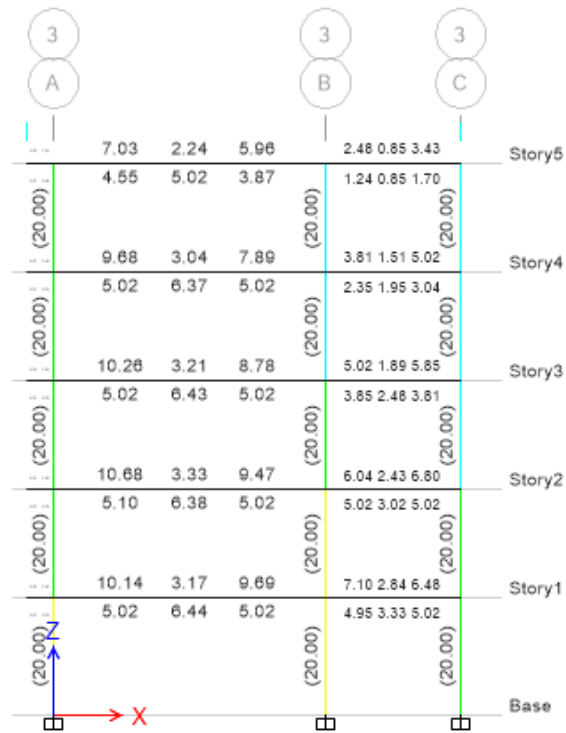 3 3 3
A B C
7.03 2.24 5.96 2.48 0.85 3.43 Story5
4.55 5.02 3.87 1.24 0.85 1.70
(20.00) (20.00) (20.00)
9.68 3.04 7.89 3.81 1.51 5.02 Story4
5.02 6.37 5.02 2.35 1.95 3.04
(20.00) (20.00) (20.00)
10.26 3.21 8.78 5.02 1.89 5.85 Story3
5.02 6.43 5.02 3.85 2.48 3.81
(20.00) (20.00) (20.00)
10.68 3.33 9.47 6.04 2.43 6.80 Story2
5.10 6.38 5.02 5.02 3.02 5.02
(20.00) (20.00) (20.00)
10.14 3.17 9.69 7.10 2.84 6.48 Story1
5.02 6.44 5.02 4.95 3.33 5.02
(20.00) (20.00) (20.00)
Z
X Base